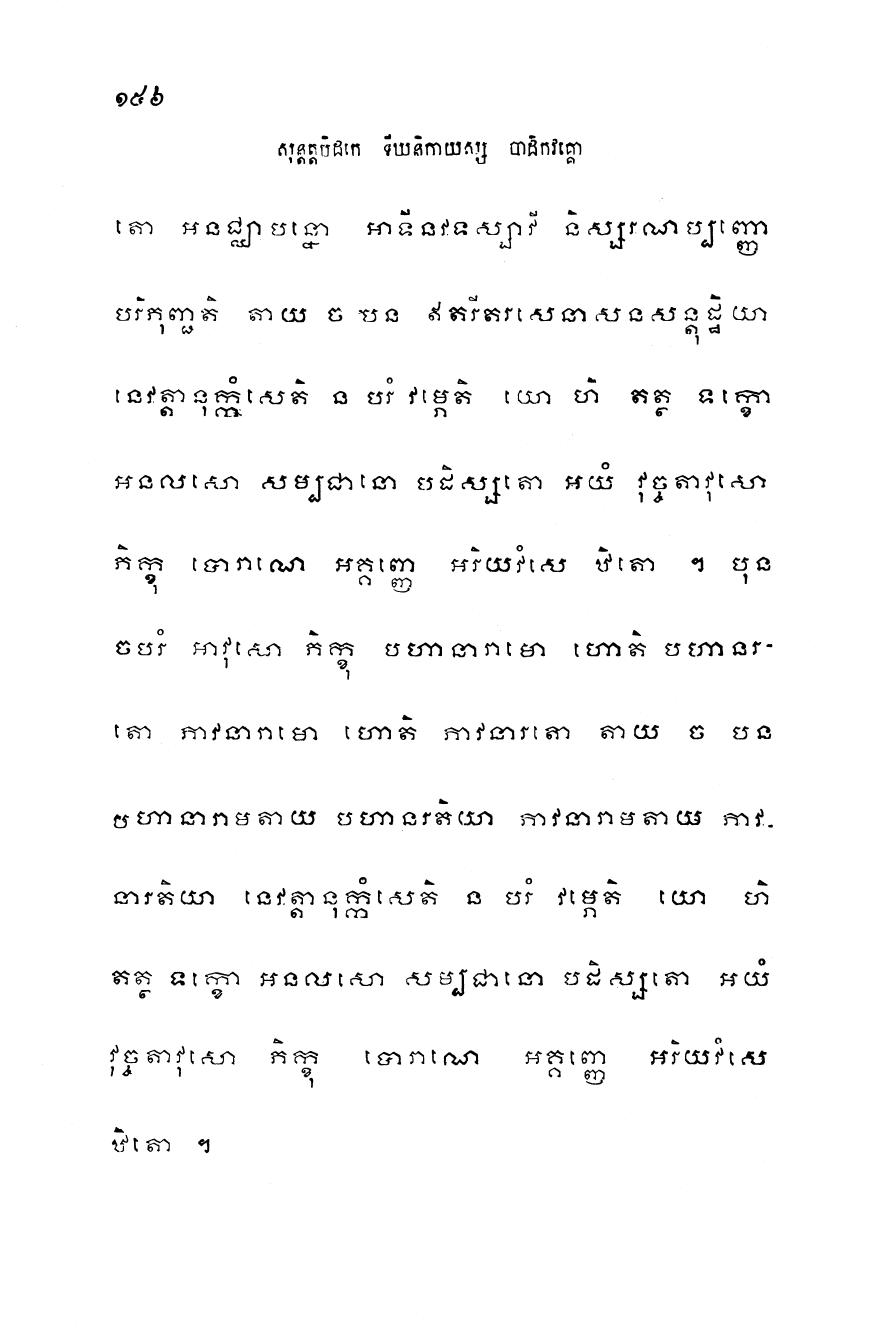 ១៥៦
សុត្តន្តបិដកេ ទីឃនិកាយស្ស បាដិកវគ្គោ
តោ អនជ្ឈាបន្នោ អាទីនវទស្សាវី និស្សរណប្បញ្ញោ
បរិភុញ្ជតិ តាយ ច បន ឥតរីតរសេនាសនសន្តុដ្ឋិយា
នេវត្តានុក្កំសេតិ ន បរំ វម្ភេតិ យោ ហិ តត្ថ ទក្ខោ
អនលសោ សម្បជានោ បដិស្សតោ អយំ វុច្ចតាវុសោ
ភិក្ខុ បោរាណេ អគ្គញ្ញេ អរិយវំសេ ឋិតោ ។ បុន
ចបរំ អាវុសោ ភិក្ខុ បហានារាមោ ហោតិ បហានរ-
តោ ភាវនារាមោ ហោតិ ភាវនារតោ តាយ ច បន
បហានារាមតាយ បហានរតិយា ភាវនារាមតាយ ភាវ-
នារតិយា នេវត្តានុក្កំសេតិ ន បរំ វម្ភេតិ យោ ហិ
តត្ថ ទក្ខោ អនលសោ សម្បជានោ បដិស្សតោ អយំ
វុច្ចតាវុសោ ភិក្ខុ បោរាណេ អគ្គញ្ញេ អរិយវំសេ
ឋិតោ ។